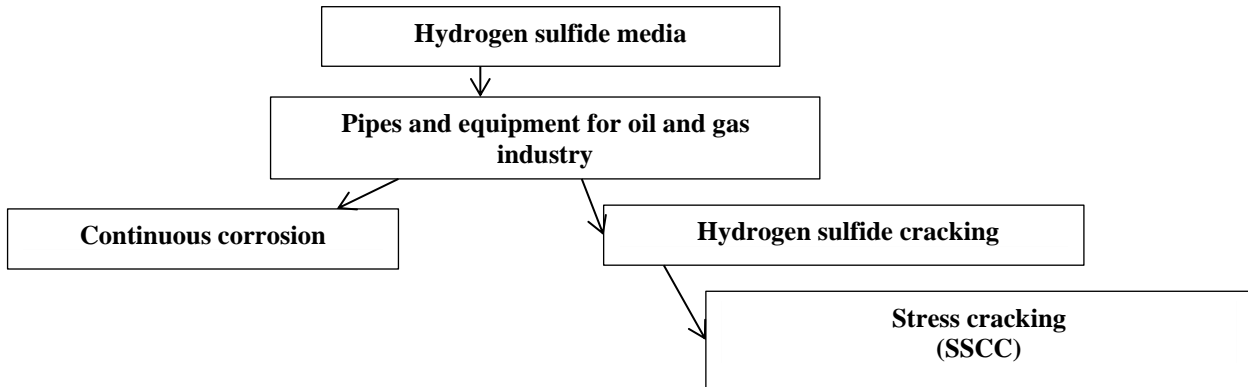 Hydrogen sulfide media
Pipes and equipment for oil and gas
industry
Continuous corrosion
Hydrogen sulfide cracking
Stress cracking
(SSCC)